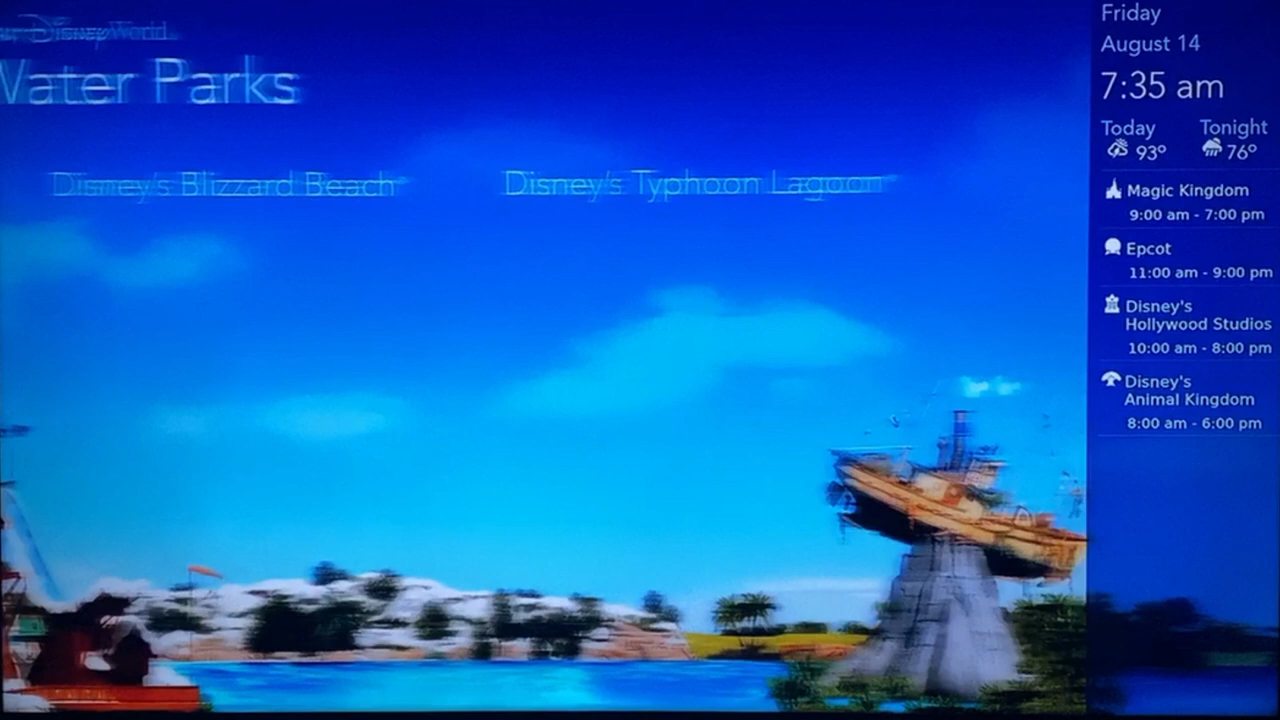 Disney World
Water Parks
Disney's Blizzard Beach
Disney's Typhoon Lagoon
Friday
August 14
7:35 am
Today
Tonight
93°
76°
Magic Kingdom
9:00 am - 7:00 pm
Epcot
11:00 am - 9:00 pm
Disney's
Hollywood Studios
10:00 am - 8:00 pm
Disney's
Animal Kingdom
8:00 am - 6:00 pm